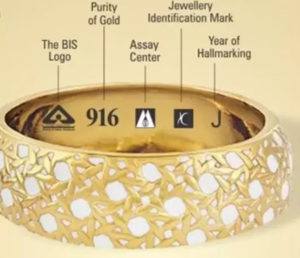 Purity
of Gold
Jewellery
Identification Mark
The BIS
Logo
Assay
Center
Year of
Hallmarking
916
J